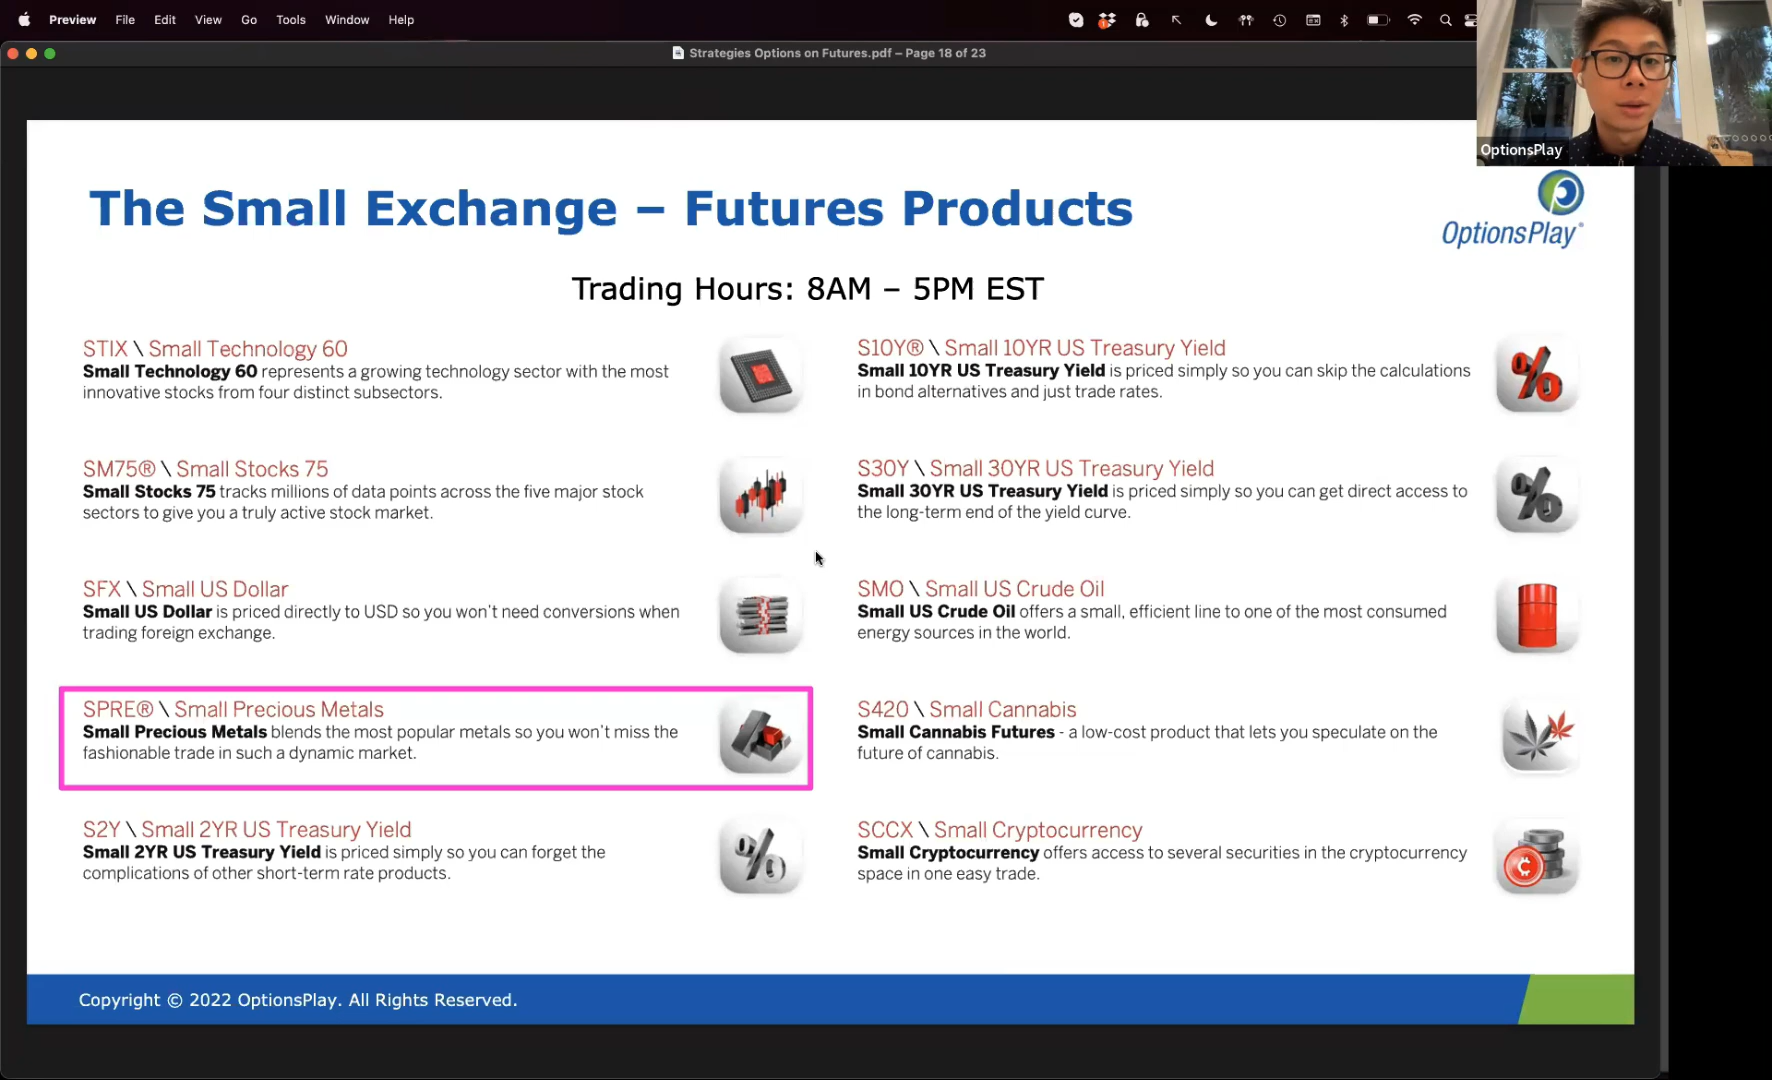 Preview File Edit View Go Tools Window Help
Strategies Options on Futures.pdf – Page 18 of 23
OptionsPlay
The Small Exchange – Futures Products
OptionsPlay
Trading Hours: 8AM – 5PM EST
STIX \ Small Technology 60
Small Technology 60 represents a growing technology sector with the most
innovative stocks from four distinct subsectors.
SM75® \ Small Stocks 75
Small Stocks 75 tracks millions of data points across the five major stock
sectors to give you a truly active stock market.
SFX \ Small US Dollar
Small US Dollar is priced directly to USD so you won't need conversions when
trading foreign exchange.
SPRE® \ Small Precious Metals
Small Precious Metals blends the most popular metals so you won't miss the
fashionable trade in such a dynamic market.
S2Y \ Small 2YR US Treasury Yield
Small 2YR US Treasury Yield is priced simply so you can forget the
complications of other short-term rate products.
S10Y® \ Small 10YR US Treasury Yield
Small 10YR US Treasury Yield is priced simply so you can skip the calculations
in bond alternatives and just trade rates.
S30Y \ Small 30YR US Treasury Yield
Small 30YR US Treasury Yield is priced simply so you can get direct access to
the long-term end of the yield curve.
SMO \ Small US Crude Oil
Small US Crude Oil offers a small, efficient line to one of the most consumed
energy sources in the world.
S420 \ Small Cannabis
Small Cannabis Futures - a low-cost product that lets you speculate on the
future of cannabis.
SCCX \ Small Cryptocurrency
Small Cryptocurrency offers access to several securities in the cryptocurrency
space in one easy trade.
Copyright © 2022 OptionsPlay. All Rights Reserved.